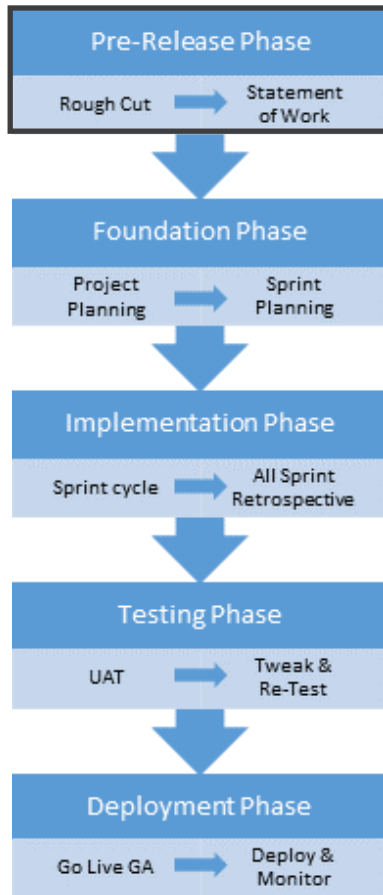 Pre-Release Phase
Rough Cut
Statement
of Work
Foundation Phase
Project
Planning
Sprint
Planning
Implementation Phase
Sprint cycle
All Sprint
Retrospective
Testing Phase
UAT
Tweak &
Re-Test
Deployment Phase
Go Live GA
Deploy &
Monitor